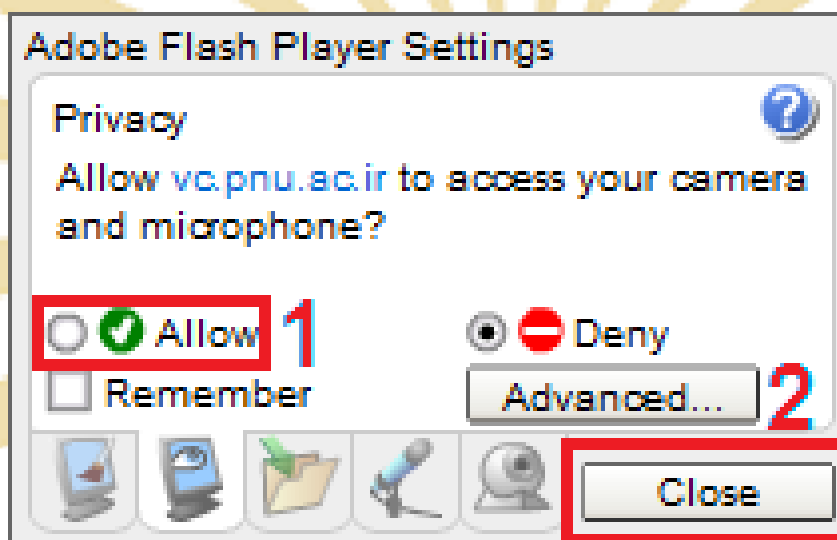 Adobe Flash Player Settings
Privacy
?
Allow vc.pnu.ac.ir to access your camera
and microphone?
Allow 1 Deny
Remember Advanced... 2
Close